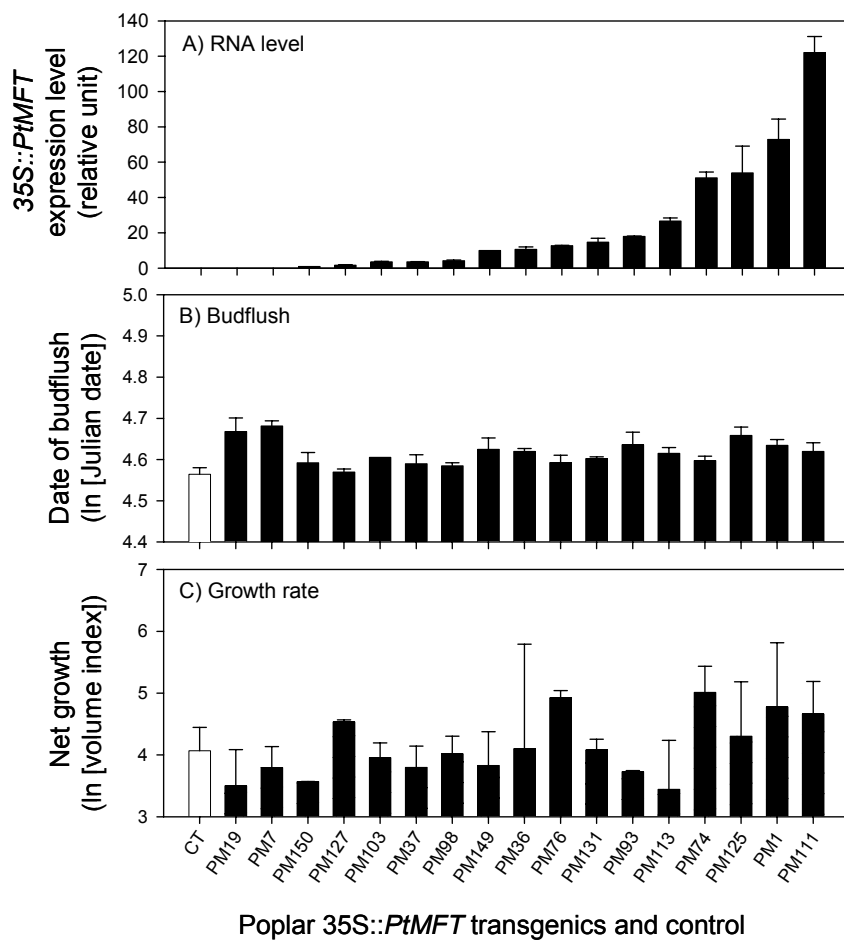 140
120
100
80
60
40
20
0
35S::PtMFT
expression level
(relative unit)
A) RNA level
5.0
4.9
4.8
4.7
4.6
4.5
4.4
Date of budflush
(ln [Julian date])
B) Budflush
7
6
5
4
3
Net growth
(ln [volume index])
C) Growth rate
CT
PM19
PM7
PM150
PM127
PM103
PM37
PM98
PM149
PM36
PM76
PM131
PM93
PM113
PM74
PM125
PM1
PM111
Poplar 35S::PtMFT transgenics and control